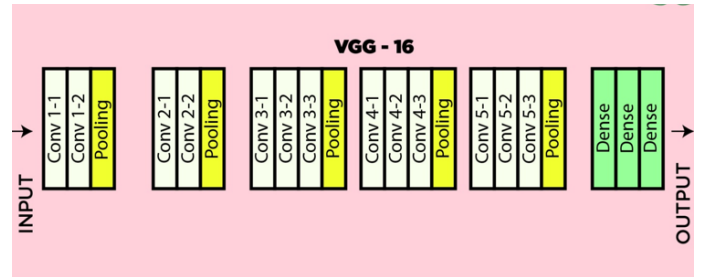 VGG - 16
INPUT
Conv 1-1
Conv 1-2
Pooling
Conv 2-1
Conv 2-2
Pooling
Conv 3-1
Conv 3-2
Conv 3-3
Pooling
Conv 4-1
Conv 4-2
Conv 4-3
Pooling
Conv 5-1
Conv 5-2
Conv 5-3
Pooling
Dense
Dense
Dense
OUTPUT